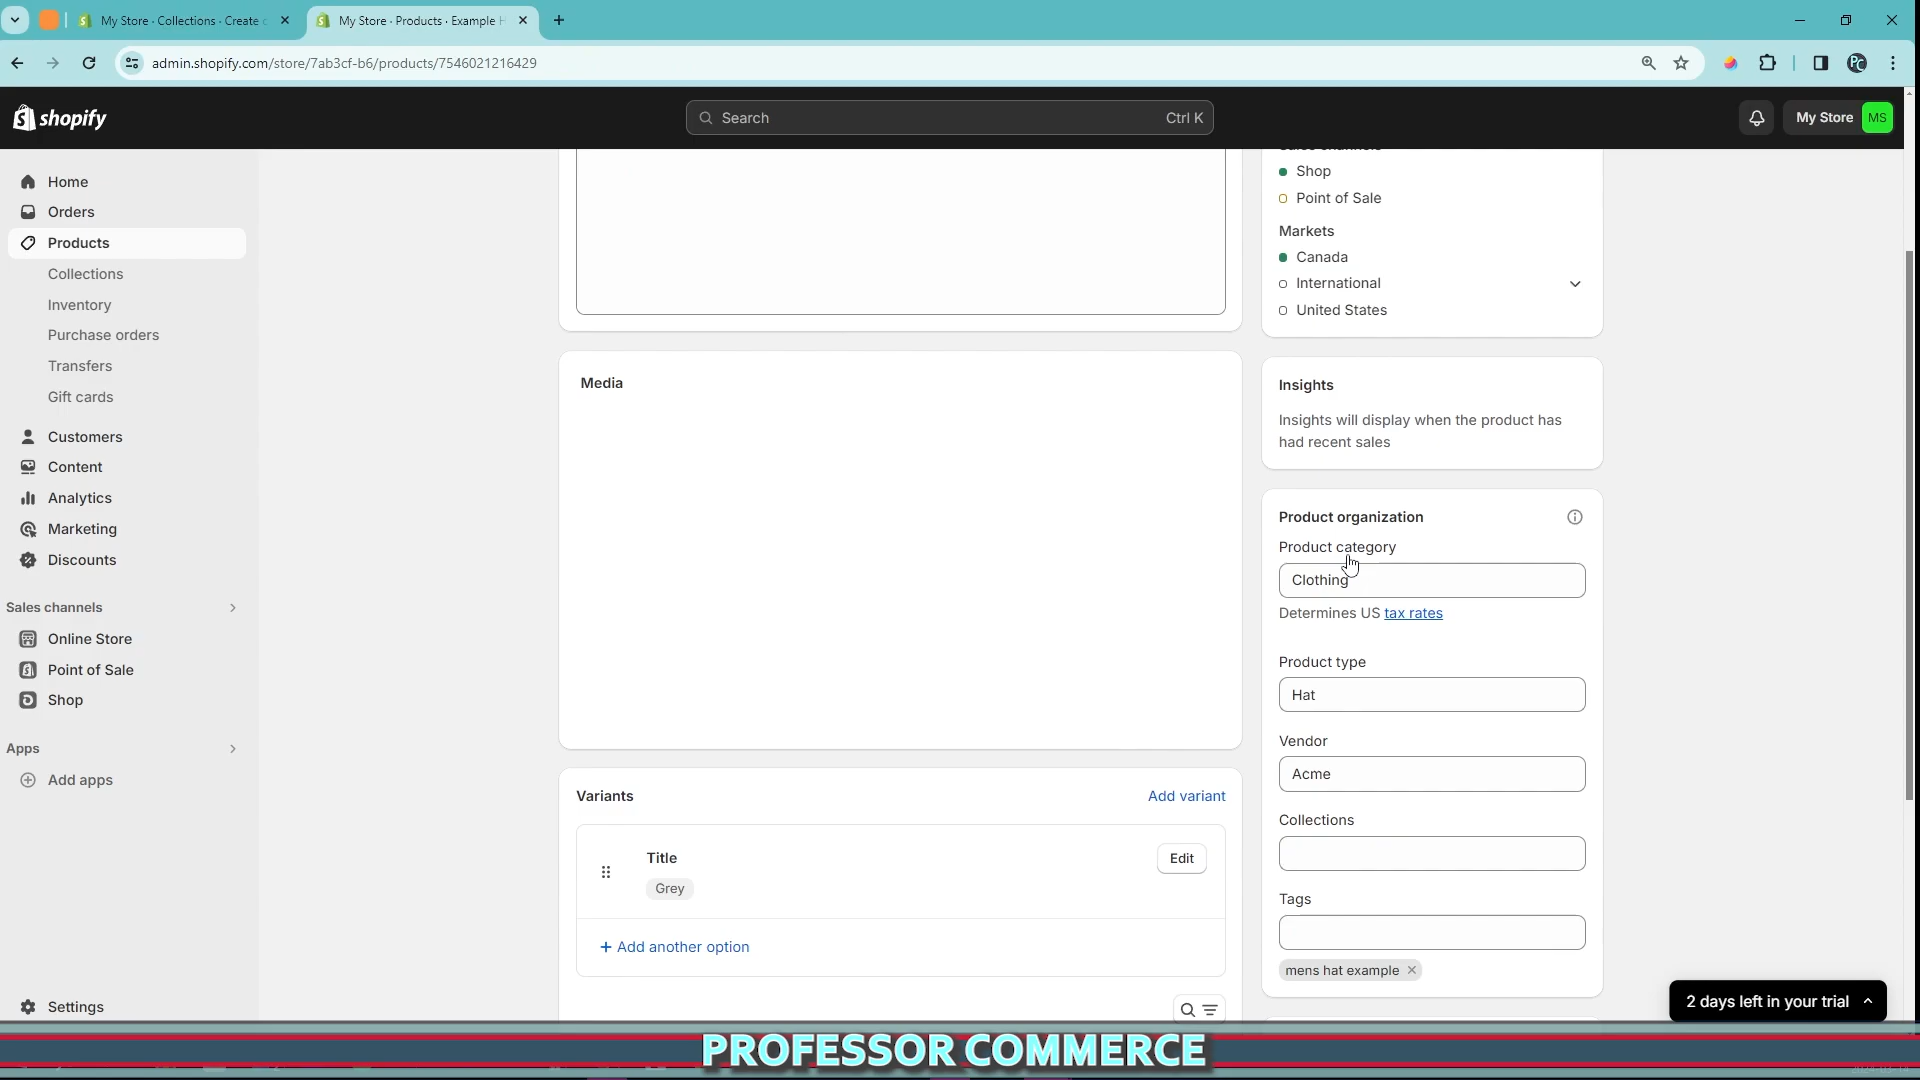 My Store · Collections · Create c
My Store · Products · Example H
admin.shopify.com/store/7ab3cf-b6/products/7546021216429
shopify
Search
Ctrl K
My Store
MS
Home
Orders
Products
Collections
Inventory
Purchase orders
Transfers
Gift cards
Customers
Content
Analytics
Marketing
Discounts
Sales channels
Online Store
Point of Sale
Shop
Apps
Add apps
Settings
Media
Variants
Add variant
Title
Edit
Grey
+ Add another option
Sales channels
Shop
Point of Sale
Markets
Canada
International
United States
Insights
Insights will display when the product has
had recent sales
Product organization
Product category
Clothing
Determines US tax rates
Product type
Hat
Vendor
Acme
Collections
Tags
mens hat example
2 days left in your trial
PROFESSOR COMMERCE